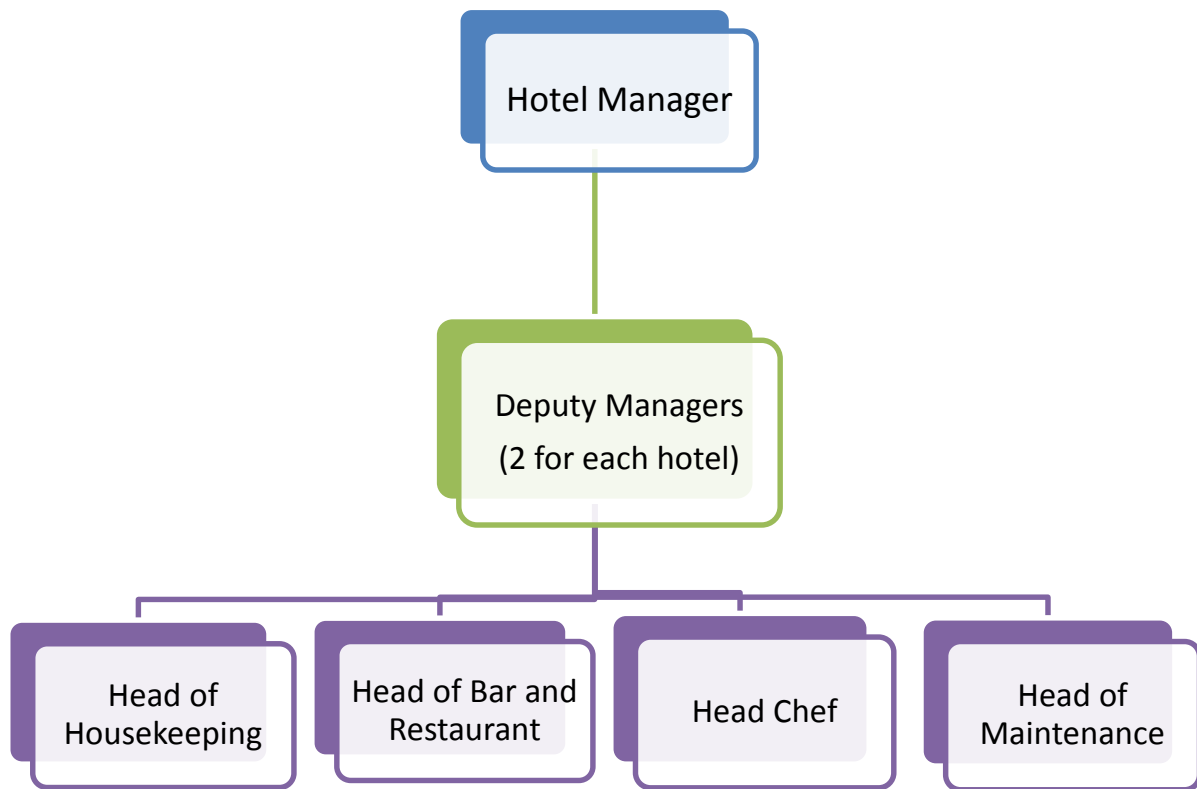 Hotel Manager
Deputy Managers
(2 for each hotel)
Head of
Housekeeping
Head of Bar and
Restaurant
Head Chef
Head of
Maintenance